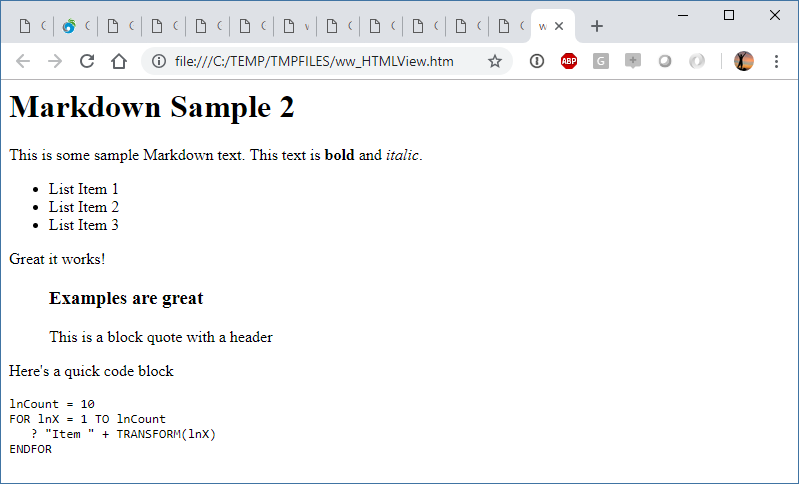 file:///C:/TEMP/TMPFILES/ww_HTMLView.htm
ABP
G
Markdown Sample 2
This is some sample Markdown text. This text is bold and italic.
List Item 1
List Item 2
List Item 3
Great it works!
Examples are great
This is a block quote with a header
Here's a quick code block
lnCount = 10
FOR lnX = 1 TO lnCount
   ? "Item " + TRANSFORM(lnX)
ENDFOR